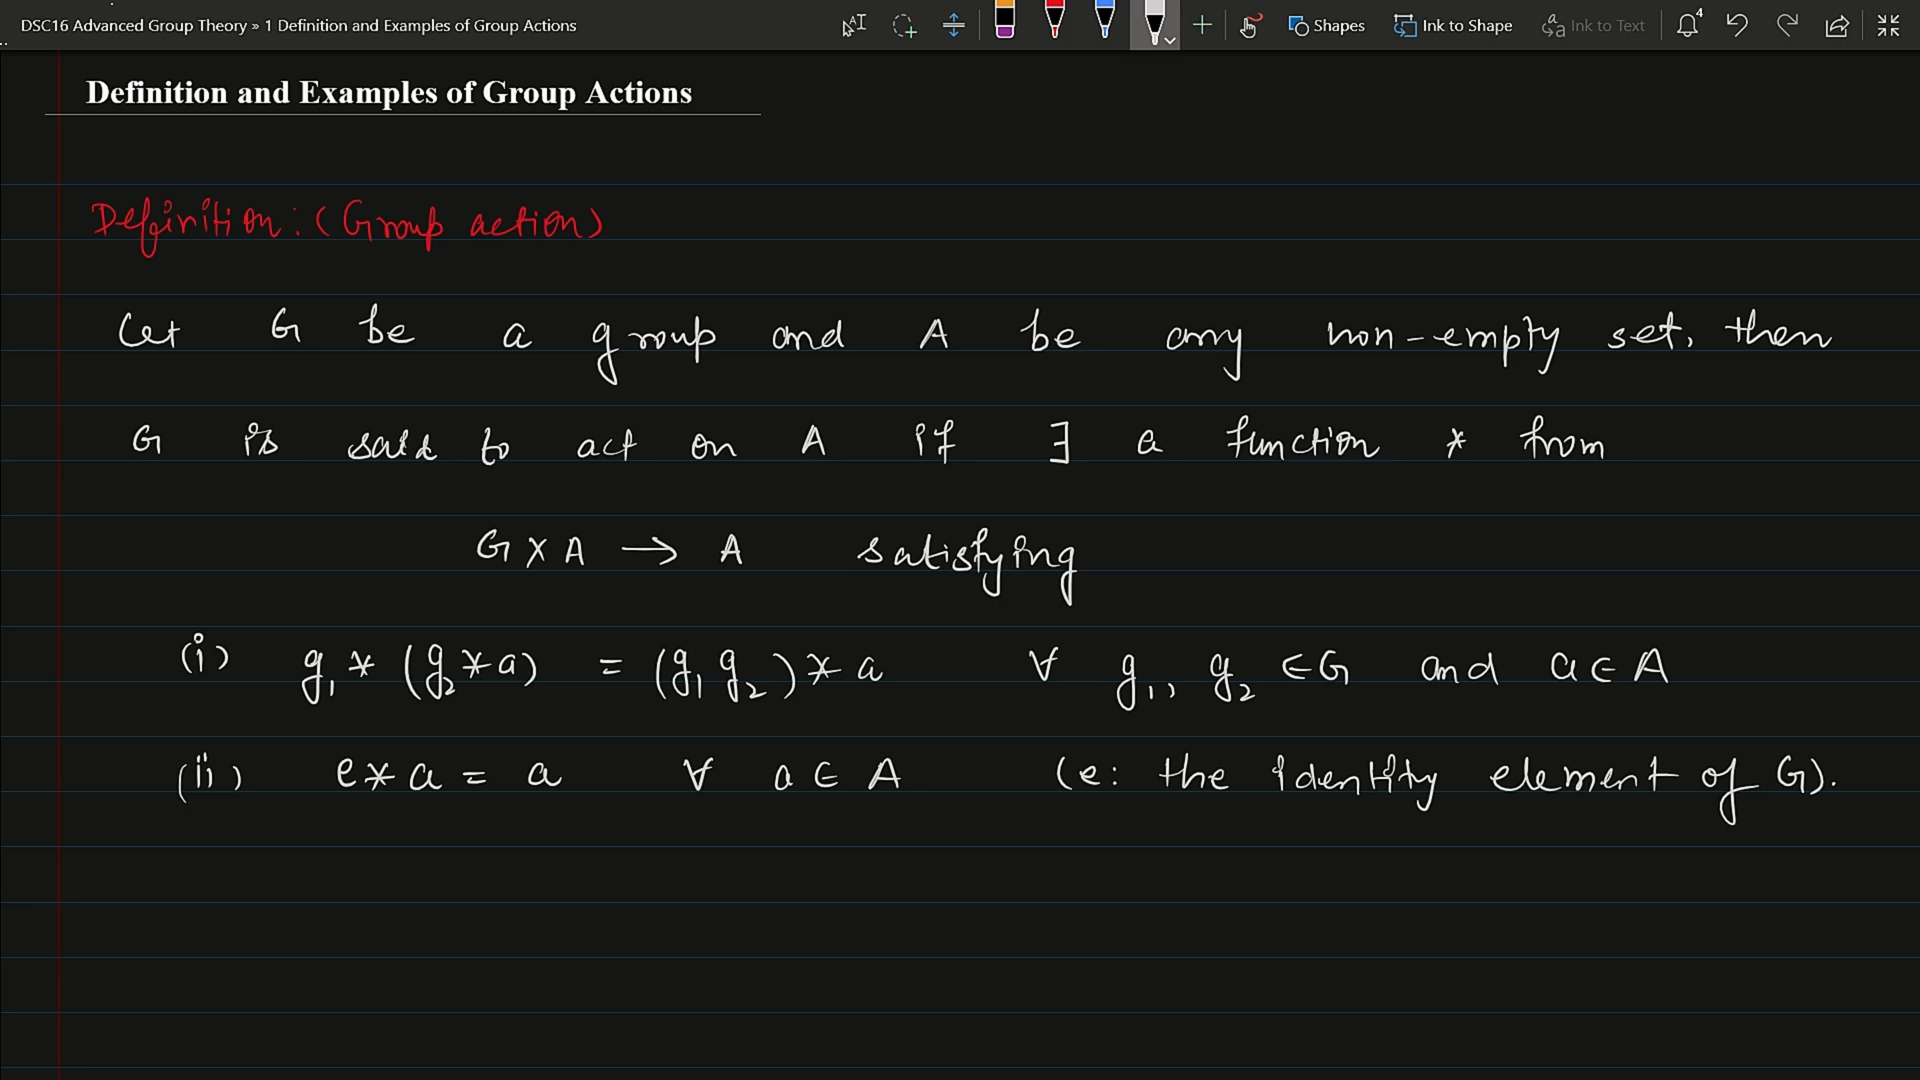 DSC16 Advanced Group Theory » 1 Definition and Examples of Group Actions
Shapes Ink to Shape Ink to Text 4
Definition and Examples of Group Actions
Definition: (Group action)
Let G be a group and A be any non-empty set, then
G is said to act on A if ∃ a function * from
G × A → A satisfying
(i) g₁ * (g₂ * a) = (g₁ g₂) * a ∀ g₁, g₂ ∈ G and a ∈ A
(ii) e * a = a ∀ a ∈ A (e: the identity element of G).